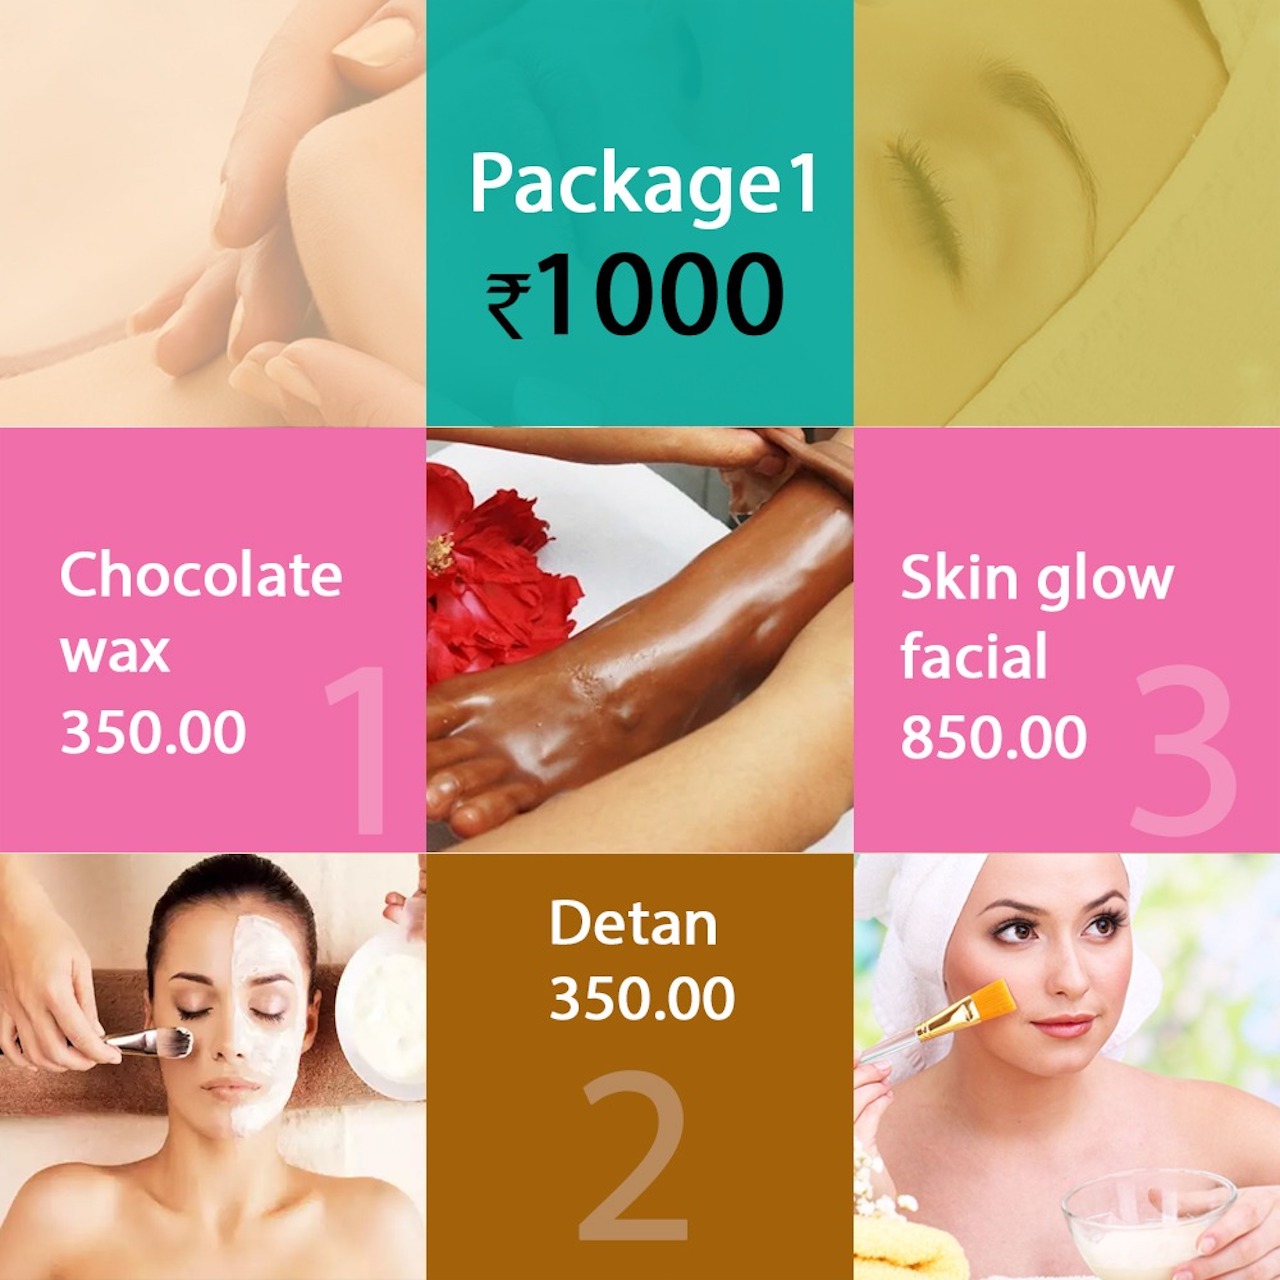 Package1
₹1000
Chocolate
wax
350.00
1
Skin glow
facial
850.00
3
Detan
350.00
2